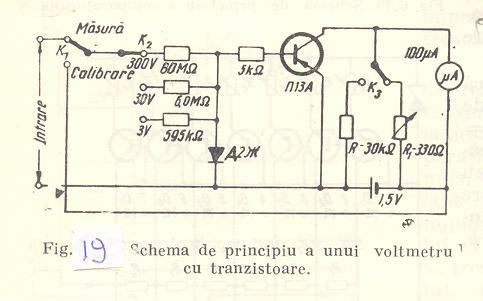 Măsură
K₁
K₂
300V
60MΩ
Calibrare
30V
6,0MΩ
3V
595kΩ
Д2Ж
5kΩ
П13А
K₃
100μA
μA
R-30kΩ
R₁-330Ω
1,5V
Intrare
Fig. 19 Schema de principiu a unui voltmetru
cu tranzistoare.